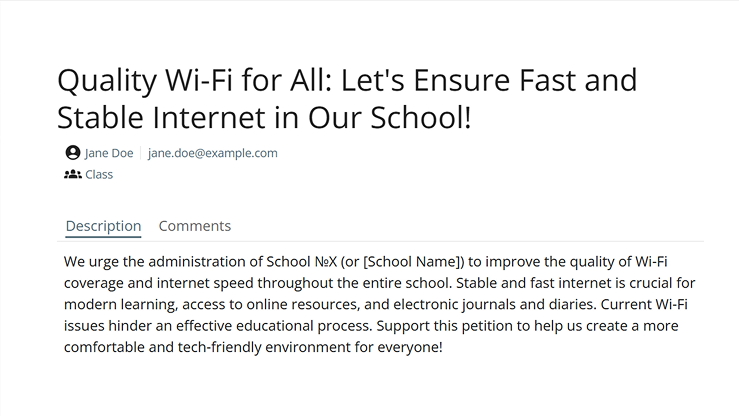 Quality Wi-Fi for All: Let's Ensure Fast and
Stable Internet in Our School!
Jane Doe jane.doe@example.com
Class
Description Comments
We urge the administration of School №X (or [School Name]) to improve the quality of Wi-Fi
coverage and internet speed throughout the entire school. Stable and fast internet is crucial for
modern learning, access to online resources, and electronic journals and diaries. Current Wi-Fi
issues hinder an effective educational process. Support this petition to help us create a more
comfortable and tech-friendly environment for everyone!